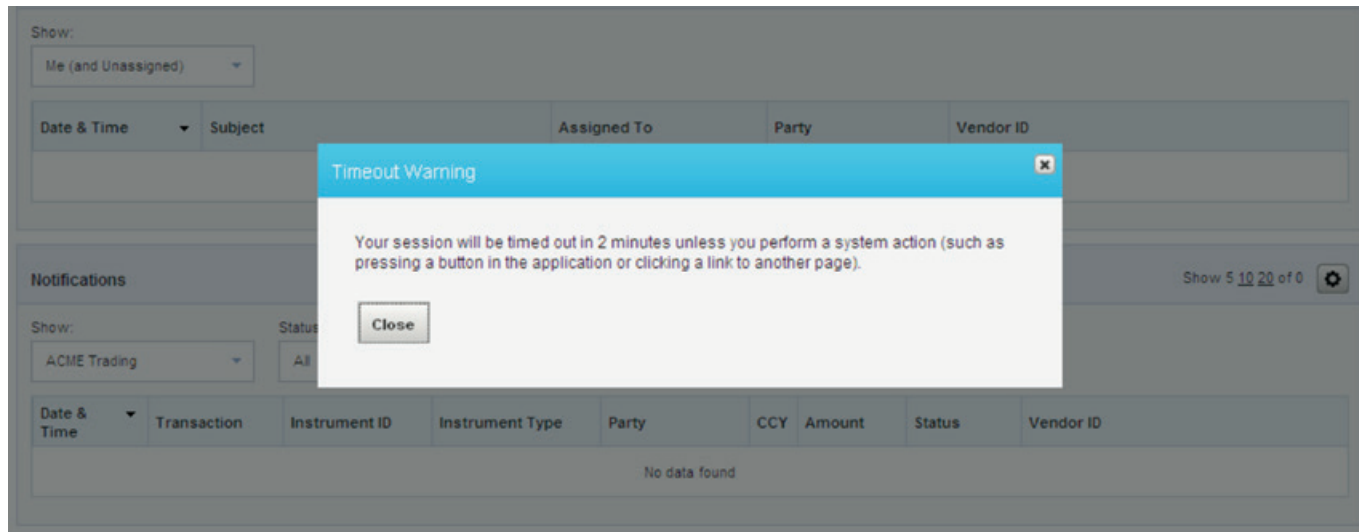 Show:
Me (and Unassigned)
Date & Time Subject Assigned To Party Vendor ID
Timeout Warning
Your session will be timed out in 2 minutes unless you perform a system action (such as
pressing a button in the application or clicking a link to another page).
Close
Notifications Show 5 10 20 of 0
Show: Status
ACME Trading All
Date &
Time Transaction Instrument ID Instrument Type Party CCY Amount Status Vendor ID
No data found